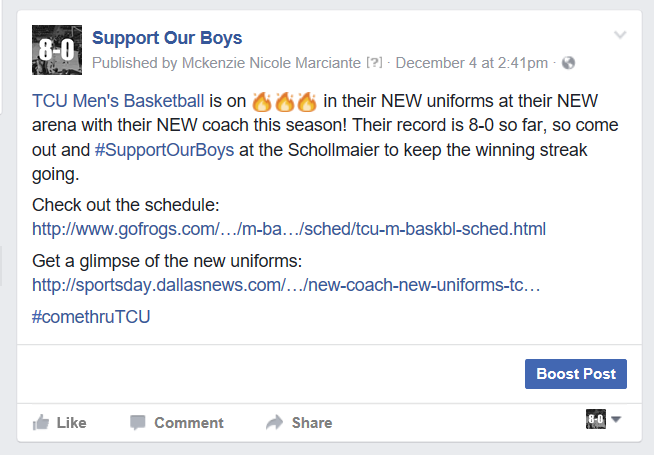 8-0
Support Our Boys
Published by Mckenzie Nicole Marciante [?] · December 4 at 2:41pm ·
TCU Men's Basketball is on 🔥🔥🔥 in their NEW uniforms at their NEW
arena with their NEW coach this season! Their record is 8-0 so far, so come
out and #SupportOurBoys at the Schollmaier to keep the winning streak
going.
Check out the schedule:
http://www.gofrogs.com/…/m-ba…/sched/tcu-m-baskbl-sched.html
Get a glimpse of the new uniforms:
http://sportsday.dallasnews.com/…/new-coach-new-uniforms-tc…
#comethruTCU
Boost Post
Like Comment Share 8-0